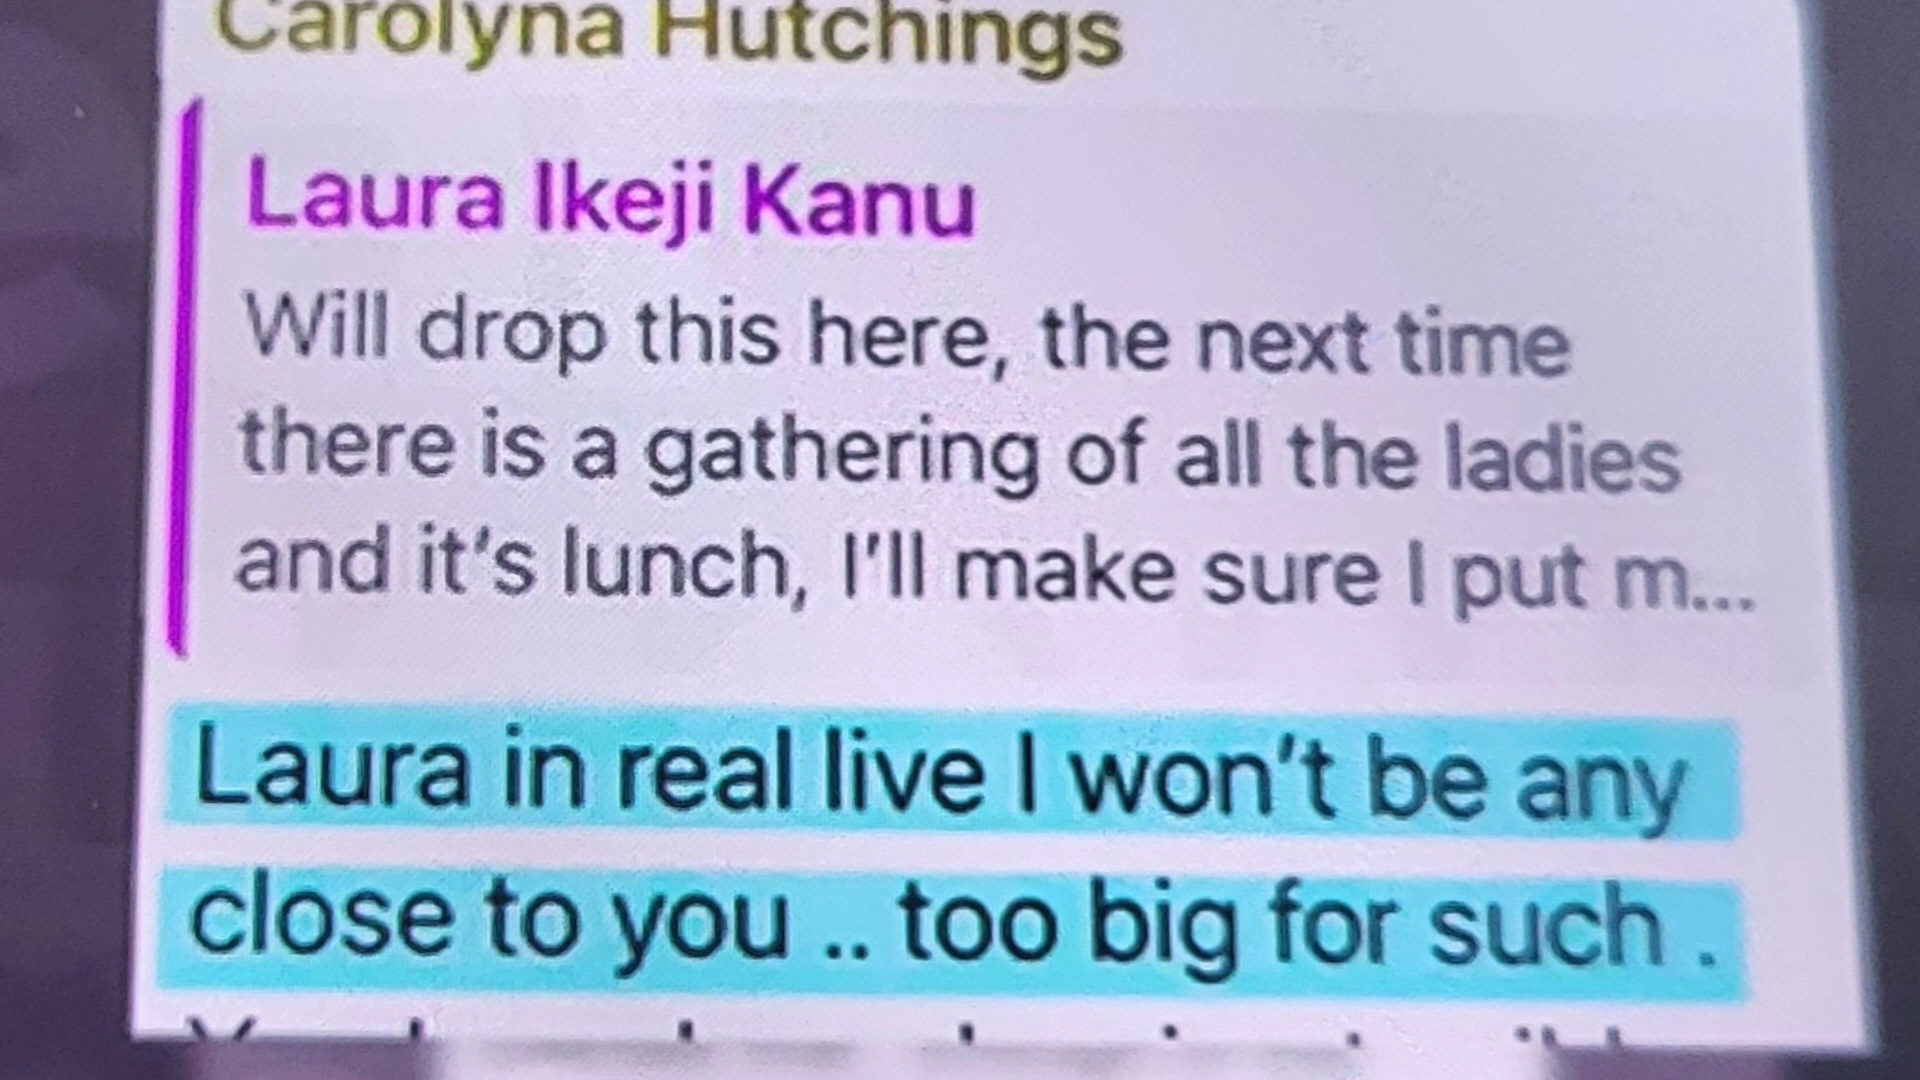 Carolyna Hutchings
Laura Ikeji Kanu
Will drop this here, the next time
there is a gathering of all the ladies
and it's lunch, I'll make sure I put m...
Laura in real live I won't be any
close to you .. too big for such .